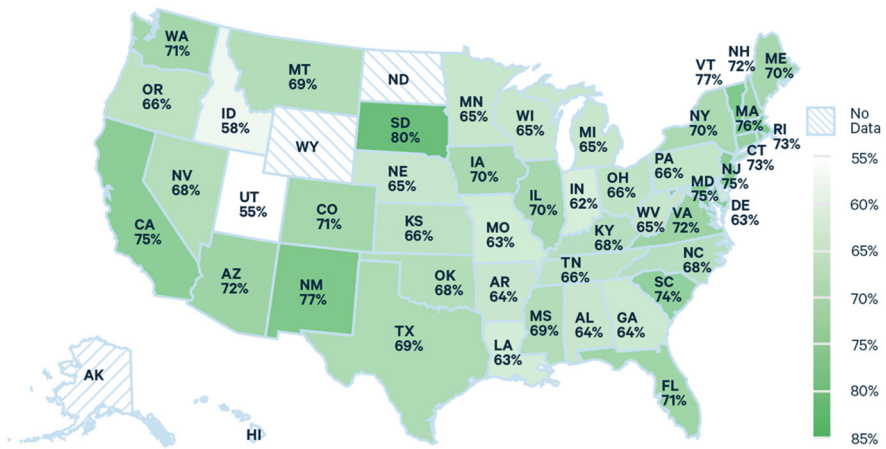 WA
71%
OR
66%
CA
75%
NV
68%
ID
58%
MT
69%
WY
UT
55%
AZ
72%
CO
71%
NM
77%
ND
SD
80%
NE
65%
KS
66%
OK
68%
TX
69%
MN
65%
IA
70%
MO
63%
AR
64%
LA
63%
WI
65%
IL
70%
MI
65%
IN
62%
OH
66%
KY
68%
TN
66%
MS
69%
AL
64%
GA
64%
FL
71%
SC
74%
NC
68%
VA
72%
WV
65%
PA
66%
NY
70%
VT
77%
NH
72%
ME
70%
MA
76%
RI
73%
CT
73%
NJ
75%
MD
75%
DE
63%
AK
HI
No
Data
55%
60%
65%
70%
75%
80%
85%